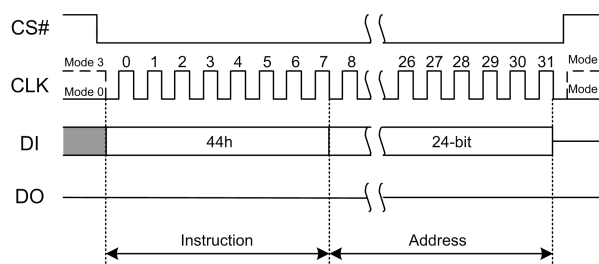 CS#
Mode 3 0 1 2 3 4 5 6 7 8 26 27 28 29 30 31 Mode
CLK
Mode 0 Mode
DI 44h 24-bit
DO
Instruction Address